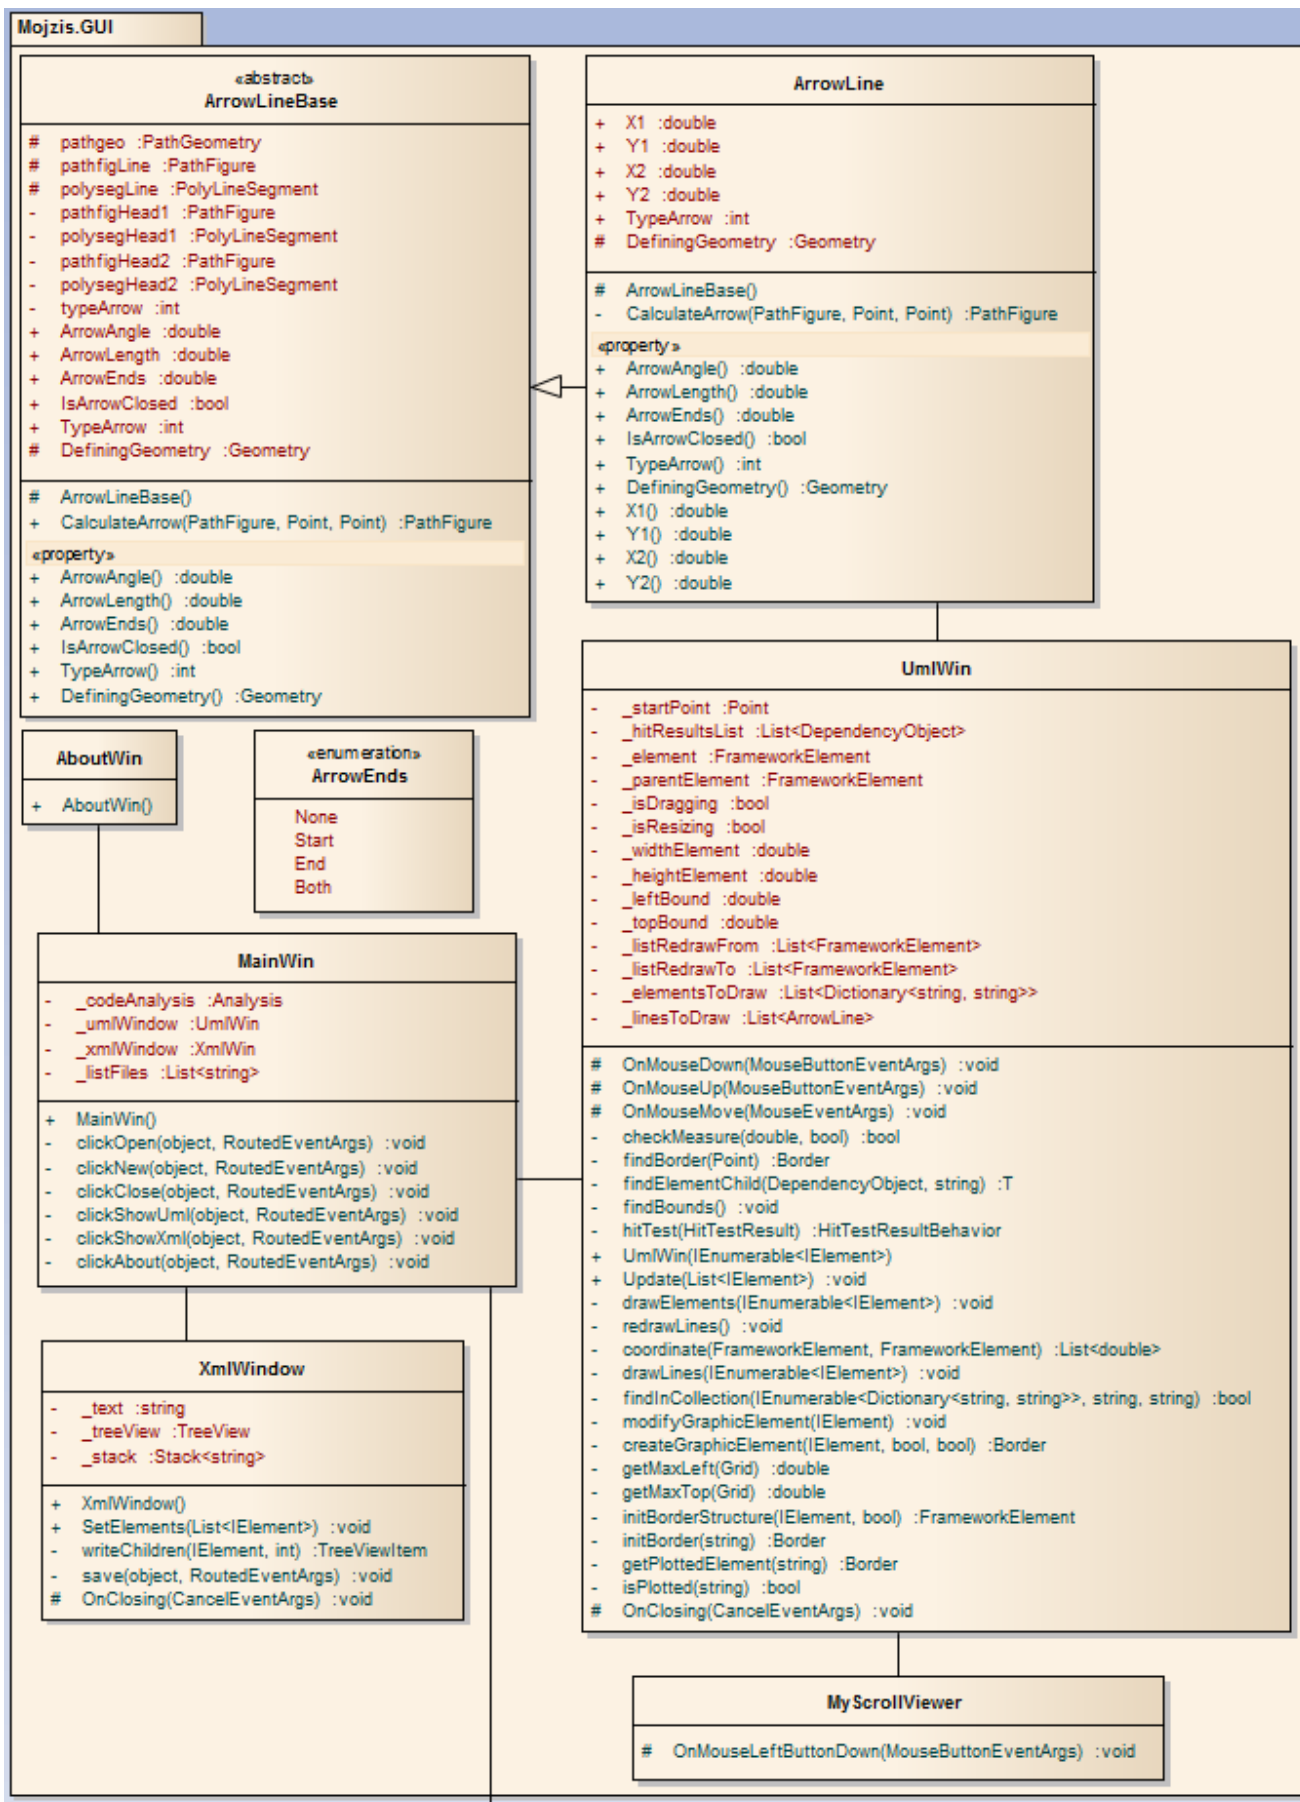 Mojzis.GUI
«abstract»
ArrowLineBase
# pathgeo :PathGeometry
# pathfigLine :PathFigure
# polysegLine :PolyLineSegment
- pathfigHead1 :PathFigure
- polysegHead1 :PolyLineSegment
- pathfigHead2 :PathFigure
- polysegHead2 :PolyLineSegment
- typeArrow :int
+ ArrowAngle :double
+ ArrowLength :double
+ ArrowEnds :double
+ IsArrowClosed :bool
+ TypeArrow :int
# DefiningGeometry :Geometry
# ArrowLineBase()
+ CalculateArrow(PathFigure, Point, Point) :PathFigure
«property»
+ ArrowAngle() :double
+ ArrowLength() :double
+ ArrowEnds() :double
+ IsArrowClosed() :bool
+ TypeArrow() :int
+ DefiningGeometry() :Geometry
ArrowLine
+ X1 :double
+ Y1 :double
+ X2 :double
+ Y2 :double
+ TypeArrow :int
# DefiningGeometry :Geometry
# ArrowLineBase()
- CalculateArrow(PathFigure, Point, Point) :PathFigure
«property»
+ ArrowAngle() :double
+ ArrowLength() :double
+ ArrowEnds() :double
+ IsArrowClosed() :bool
+ TypeArrow() :int
+ DefiningGeometry() :Geometry
+ X1() :double
+ Y1() :double
+ X2() :double
+ Y2() :double
AboutWin
+ AboutWin()
«enumeration»
ArrowEnds
None
Start
End
Both
MainWin
- _codeAnalysis :Analysis
- _umlWindow :UmlWin
- _xmlWindow :XmlWin
- _listFiles :List<string>
+ MainWin()
- clickOpen(object, RoutedEventArgs) :void
- clickNew(object, RoutedEventArgs) :void
- clickClose(object, RoutedEventArgs) :void
- clickShowUml(object, RoutedEventArgs) :void
- clickShowXml(object, RoutedEventArgs) :void
- clickAbout(object, RoutedEventArgs) :void
XmlWindow
- _text :string
- _treeView :TreeView
- _stack :Stack<string>
+ XmlWindow()
+ SetElements(List<IElement>) :void
- writeChildren(IElement, int) :TreeViewItem
- save(object, RoutedEventArgs) :void
# OnClosing(CancelEventArgs) :void
UmlWin
- _startPoint :Point
- _hitResultsList :List<DependencyObject>
- _element :FrameworkElement
- _parentElement :FrameworkElement
- _isDragging :bool
- _isResizing :bool
- _widthElement :double
- _heightElement :double
- _leftBound :double
- _topBound :double
- _listRedrawFrom :List<FrameworkElement>
- _listRedrawTo :List<FrameworkElement>
- _elementsToDraw :List<Dictionary<string, string>>
- _linesToDraw :List<ArrowLine>
# OnMouseDown(MouseButtonEventArgs) :void
# OnMouseUp(MouseButtonEventArgs) :void
# OnMouseMove(MouseEventArgs) :void
- checkMeasure(double, bool) :bool
- findBorder(Point) :Border
- findElementChild(DependencyObject, string) :T
- findBounds() :void
- hitTest(HitTestResult) :HitTestResultBehavior
+ UmlWin(IEnumerable<IElement>)
+ Update(List<IElement>) :void
- drawElements(IEnumerable<IElement>) :void
- redrawLines() :void
- coordinate(FrameworkElement, FrameworkElement) :List<double>
- drawLines(IEnumerable<IElement>) :void
- findInCollection(IEnumerable<Dictionary<string, string>>, string, string) :bool
- modifyGraphicElement(IElement) :void
- createGraphicElement(IElement, bool, bool) :Border
- getMaxLeft(Grid) :double
- getMaxTop(Grid) :double
- initBorderStructure(IElement, bool) :FrameworkElement
- initBorder(string) :Border
- getPlottedElement(string) :Border
- isPlotted(string) :bool
# OnClosing(CancelEventArgs) :void
MyScrollViewer
# OnMouseLeftButtonDown(MouseButtonEventArgs) :void